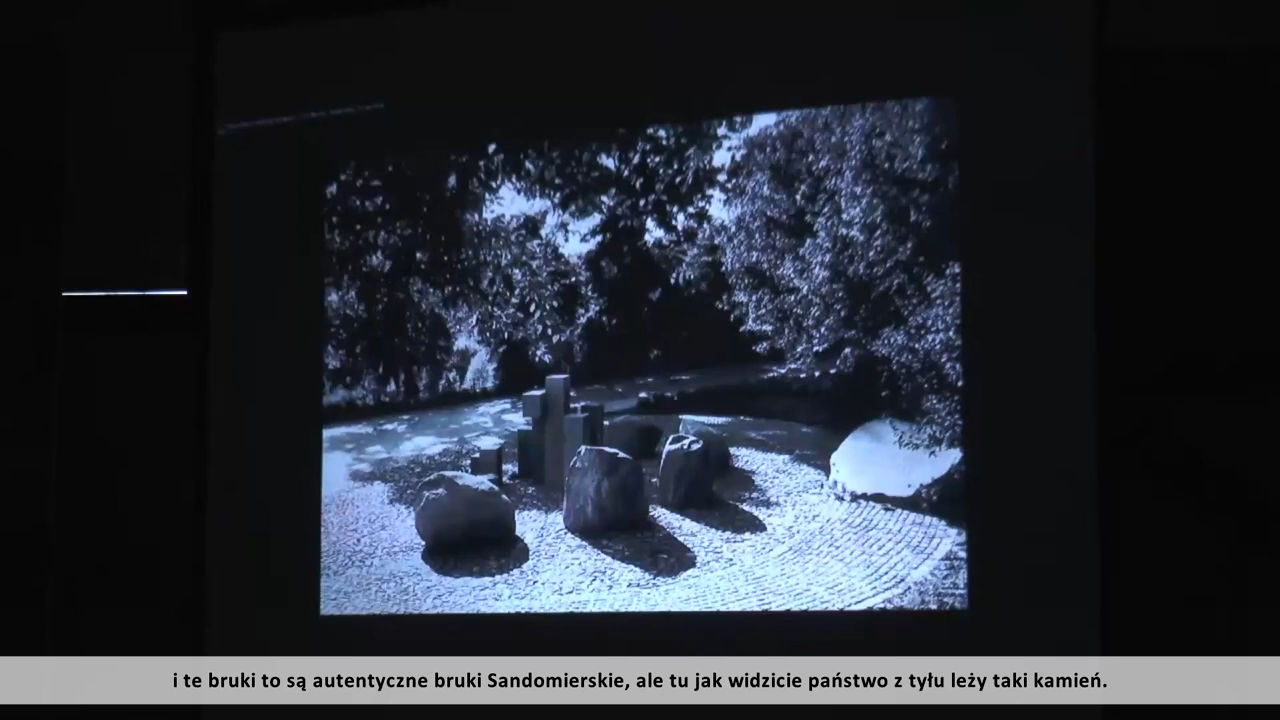 i te bruki to są autentyczne bruki Sandomierskie, ale tu jak widzicie państwo z tyłu leży taki kamień.